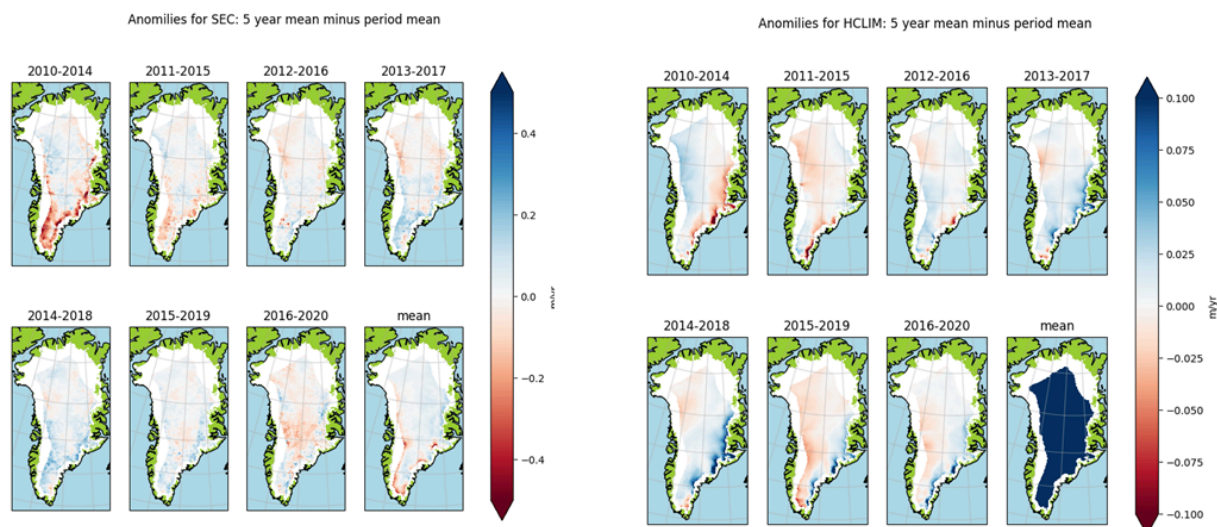 Anomilies for SEC: 5 year mean minus period mean
2010-2014 2011-2015 2012-2016 2013-2017
0.4
0.2
0.0
−0.2
−0.4
2014-2018 2015-2019 2016-2020 mean
Anomilies for HCLIM: 5 year mean minus period mean
2010-2014 2011-2015 2012-2016 2013-2017
0.100
0.075
0.050
0.025
0.000
−0.025
−0.050
−0.075
−0.100
m/yr
2014-2018 2015-2019 2016-2020 mean